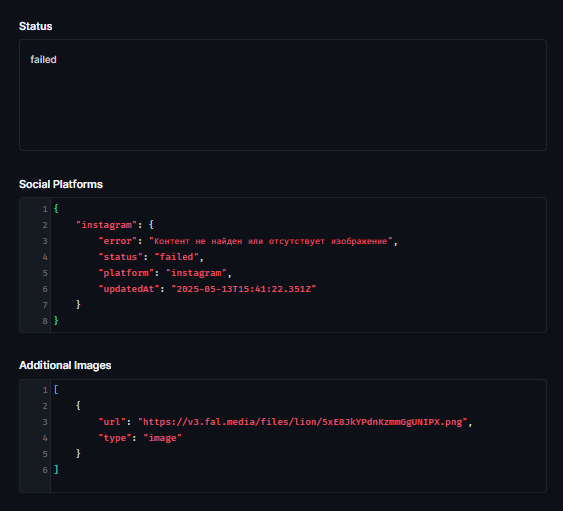 Status
failed
Social Platforms
1 {
2 "instagram": {
3 "error": "Контент не найден или отсутствует изображение",
4 "status": "failed",
5 "platform": "instagram",
6 "updatedAt": "2025-05-13T15:41:22.351Z"
7 }
8 }
Additional Images
1 [
2 {
3 "url": "https://v3.fal.media/files/lion/5xE8JkYPdnKzmmGgUNIPX.png",
4 "type": "image"
5 }
6 ]